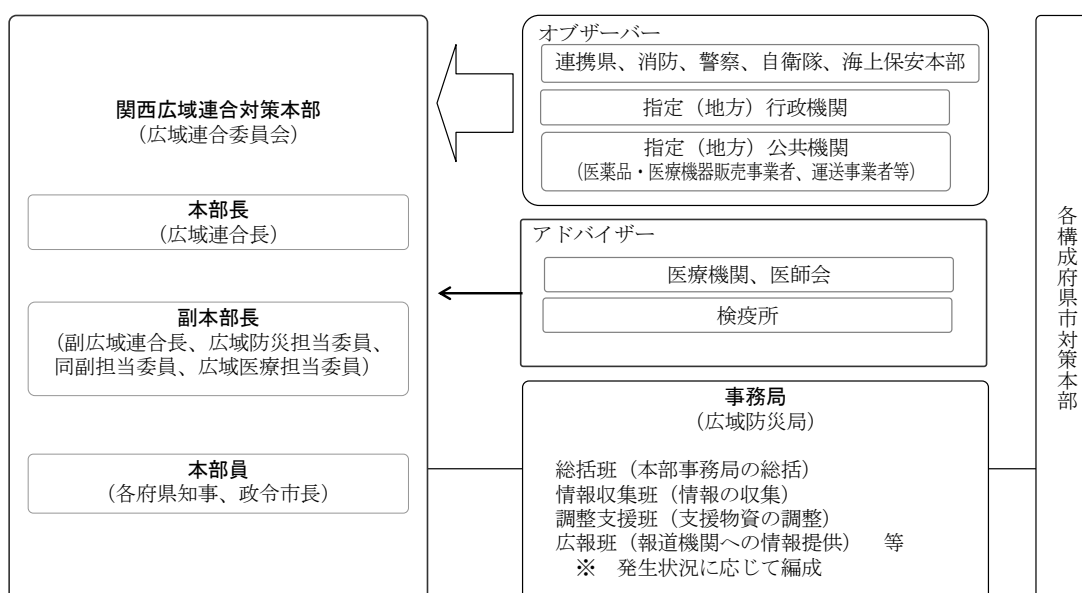 関西広域連合対策本部
（広域連合委員会）
本部長
（広域連合長）
副本部長
（副広域連合長、広域防災担当委員、
同副担当委員、広域医療担当委員）
本部員
（各府県知事、政令市長）
オブザーバー
連携県、消防、警察、自衛隊、海上保安本部
指定（地方）行政機関
指定（地方）公共機関
（医薬品・医療機器販売事業者、運送事業者等）
アドバイザー
医療機関、医師会
検疫所
事務局
（広域防災局）
総括班（本部事務局の総括）
情報収集班（情報の収集）
調整支援班（支援物資の調整）
広報班（報道機関への情報提供）　等
※　発生状況に応じて編成
各構成府県市対策本部